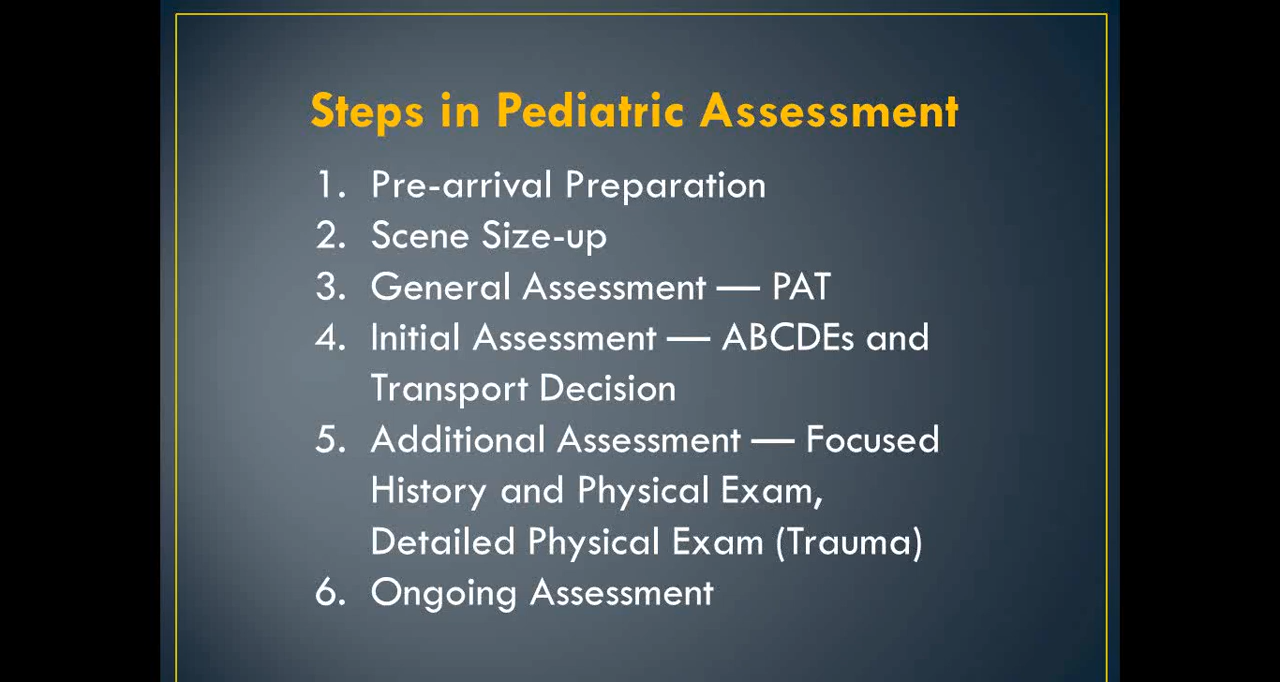 Steps in Pediatric Assessment
1. Pre-arrival Preparation
2. Scene Size-up
3. General Assessment — PAT
4. Initial Assessment — ABCDEs and
Transport Decision
5. Additional Assessment — Focused
History and Physical Exam,
Detailed Physical Exam (Trauma)
6. Ongoing Assessment